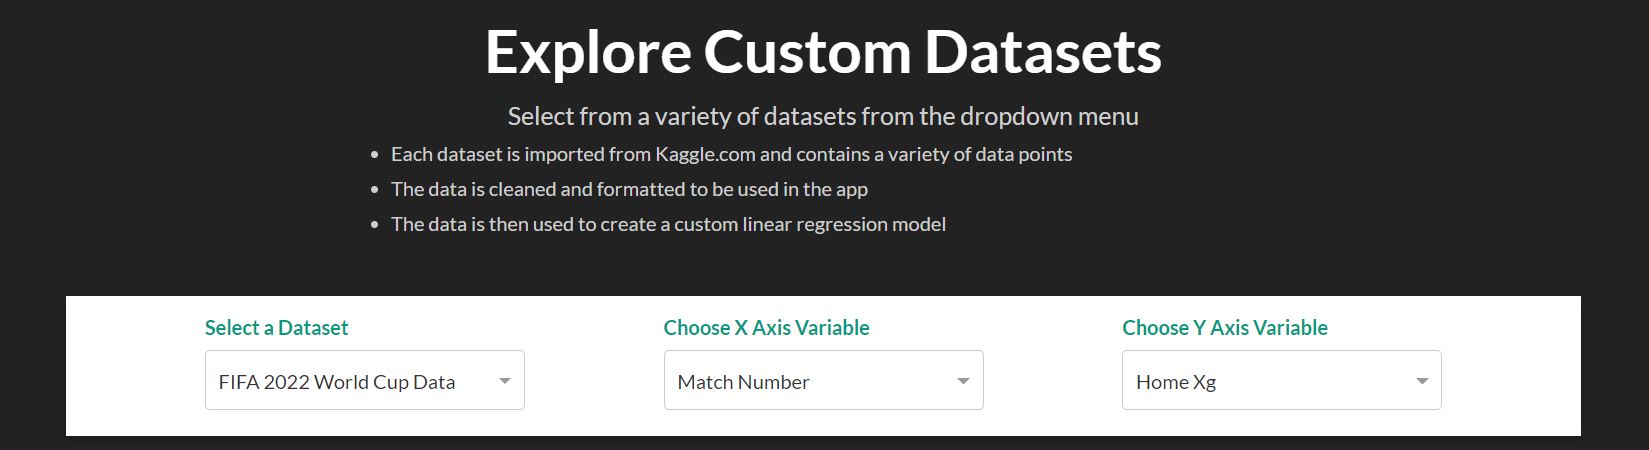 Explore Custom Datasets
Select from a variety of datasets from the dropdown menu
Each dataset is imported from Kaggle.com and contains a variety of data points
The data is cleaned and formatted to be used in the app
The data is then used to create a custom linear regression model
Select a Dataset
Choose X Axis Variable
Choose Y Axis Variable
FIFA 2022 World Cup Data
Match Number
Home Xg